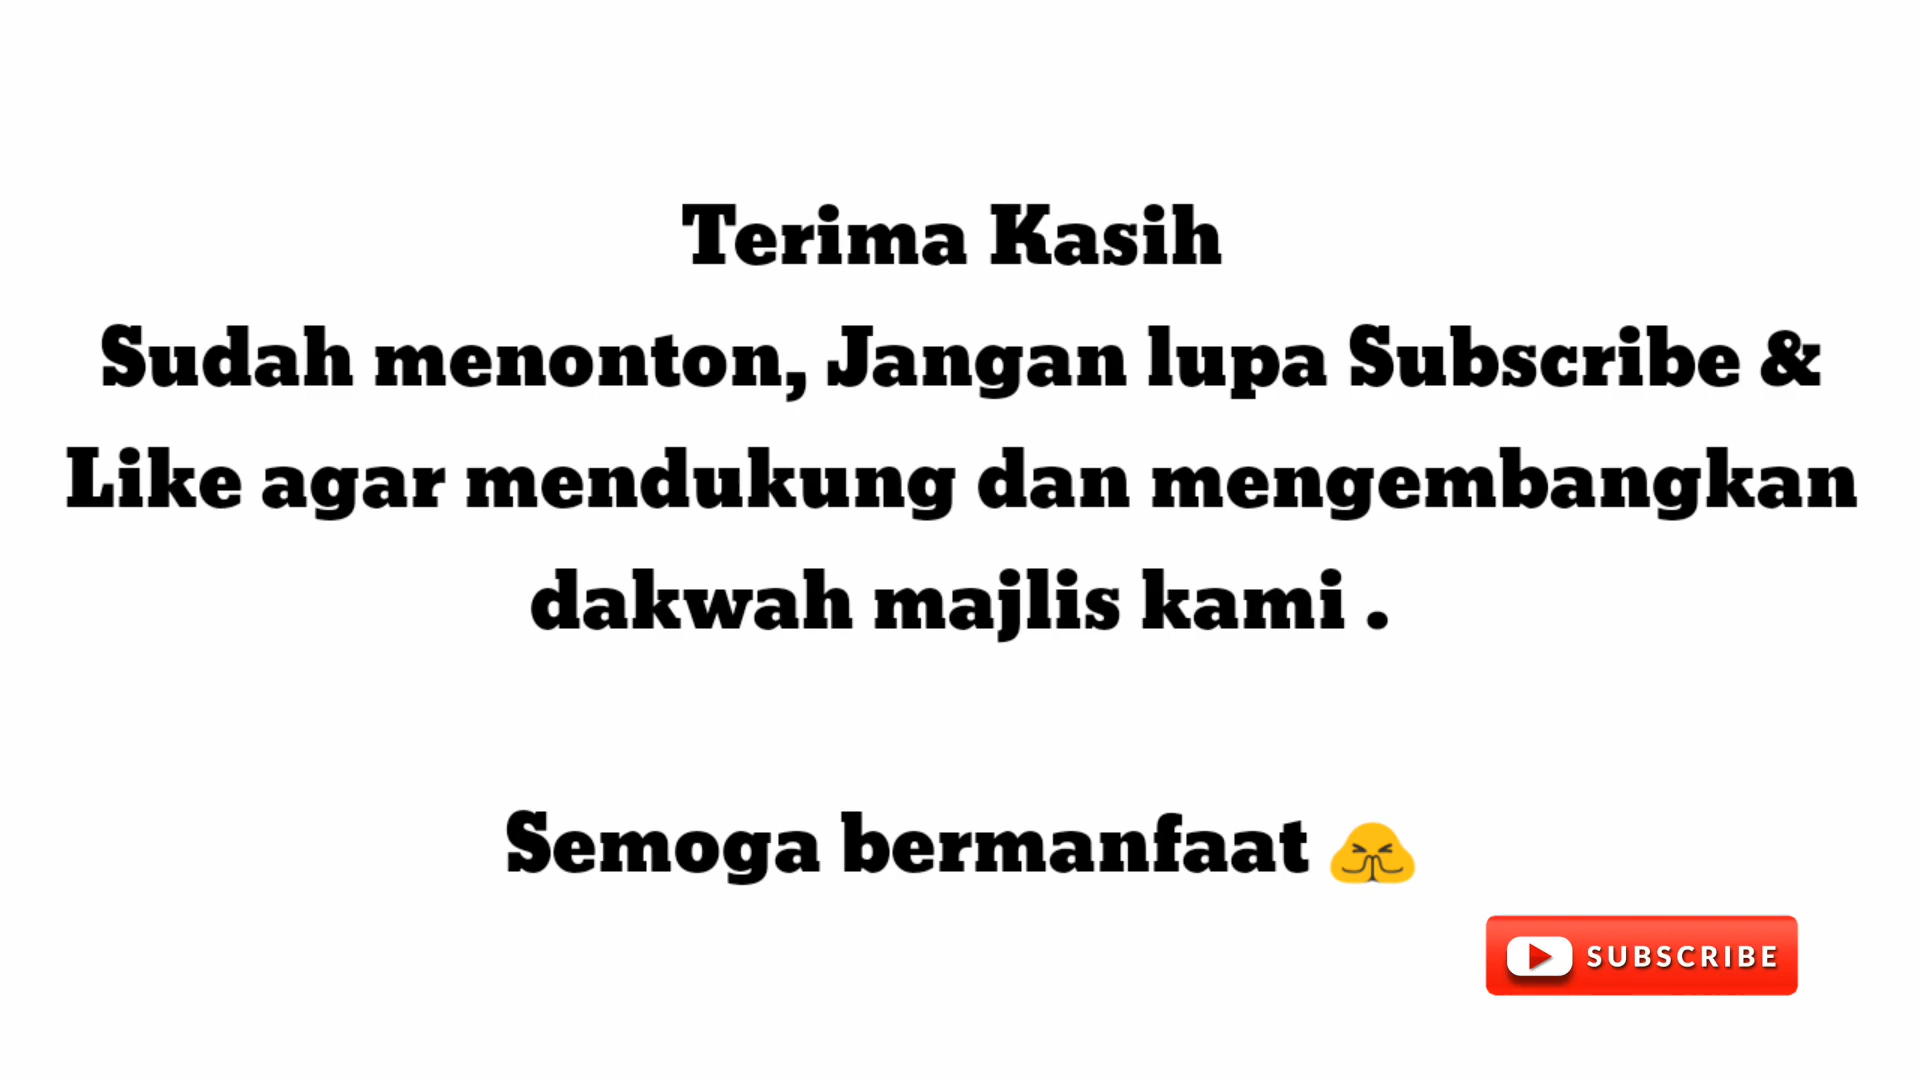 Terima Kasih
Sudah menonton, Jangan lupa Subscribe &
Like agar mendukung dan mengembangkan
dakwah majlis kami .
Semoga bermanfaat 🙏
SUBSCRIBE